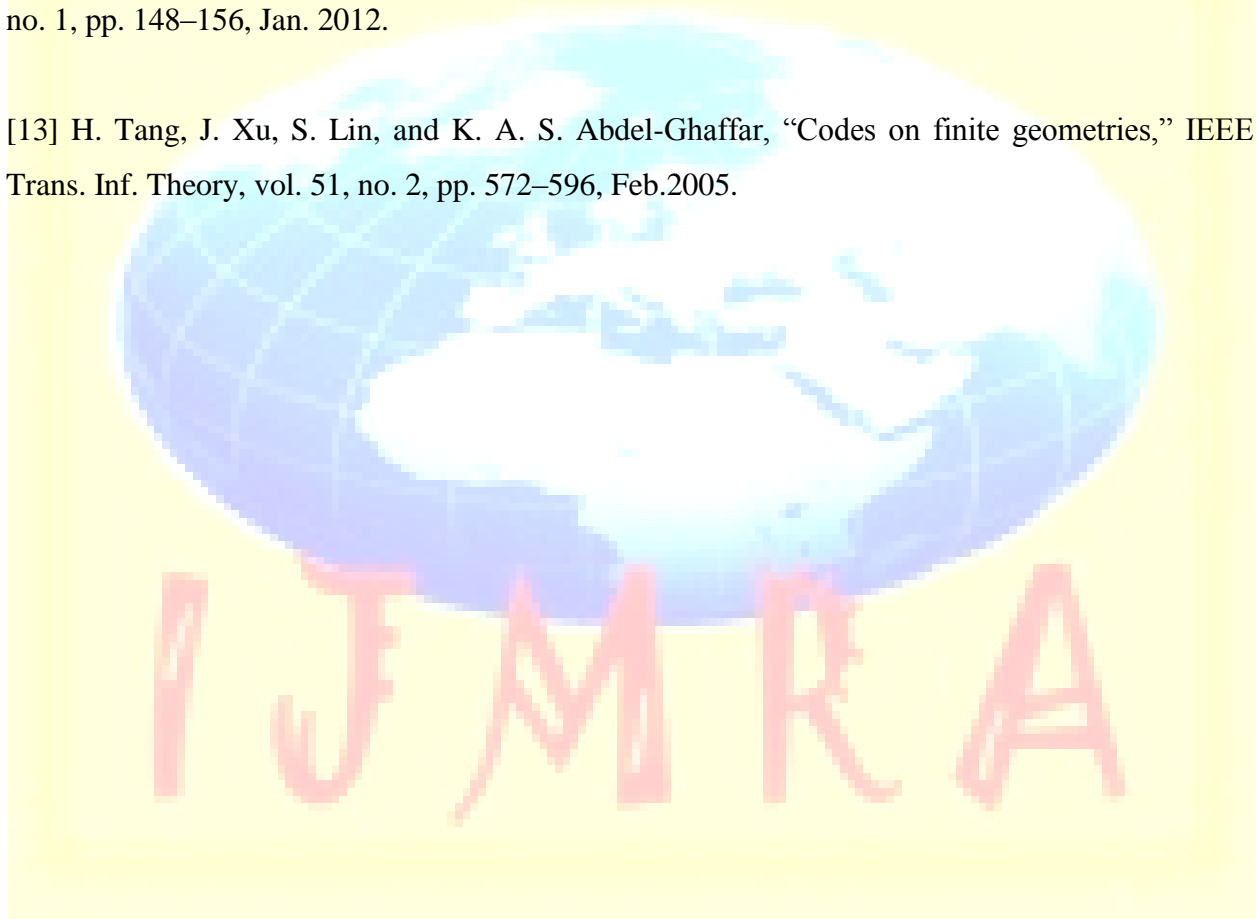 no. 1, pp. 148–156, Jan. 2012.
[13] H. Tang, J. Xu, S. Lin, and K. A. S. Abdel-Ghaffar, “Codes on finite geometries,” IEEE
Trans. Inf. Theory, vol. 51, no. 2, pp. 572–596, Feb.2005.
IJMRA